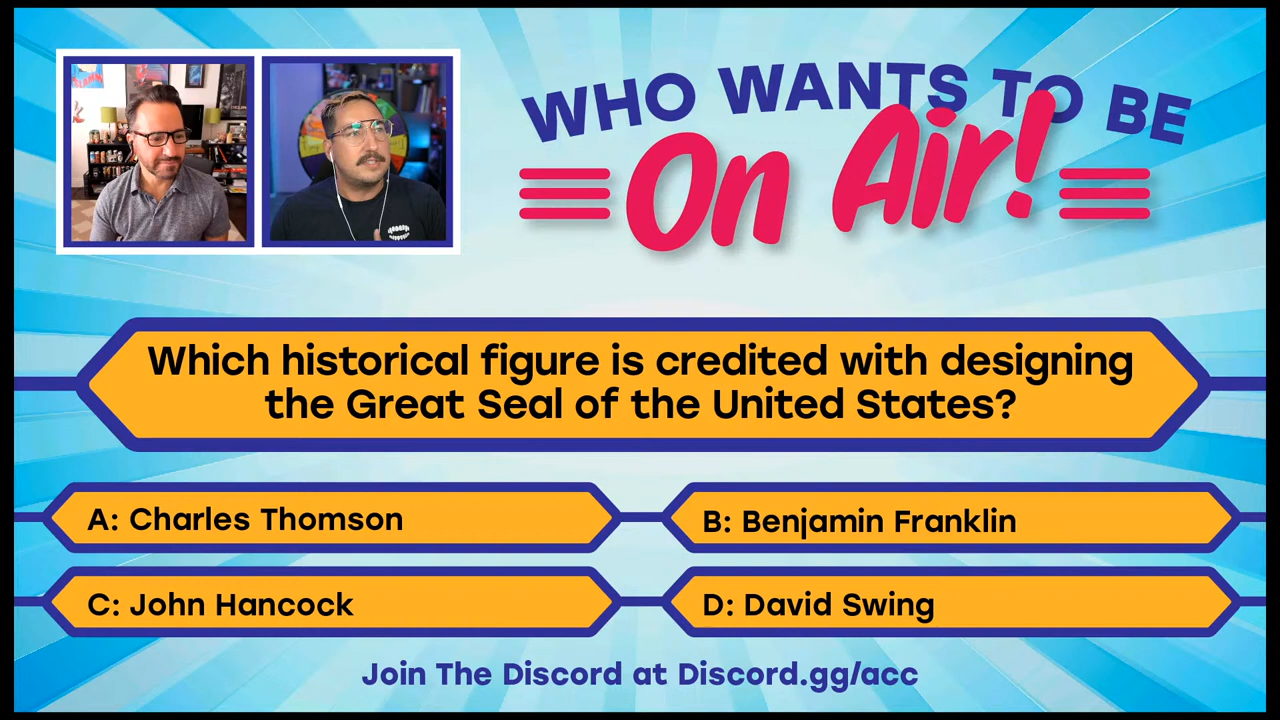 WHO WANTS TO BE
On Air!
Which historical figure is credited with designing
the Great Seal of the United States?
A: Charles Thomson
B: Benjamin Franklin
C: John Hancock
D: David Swing
Join The Discord at Discord.gg/acc